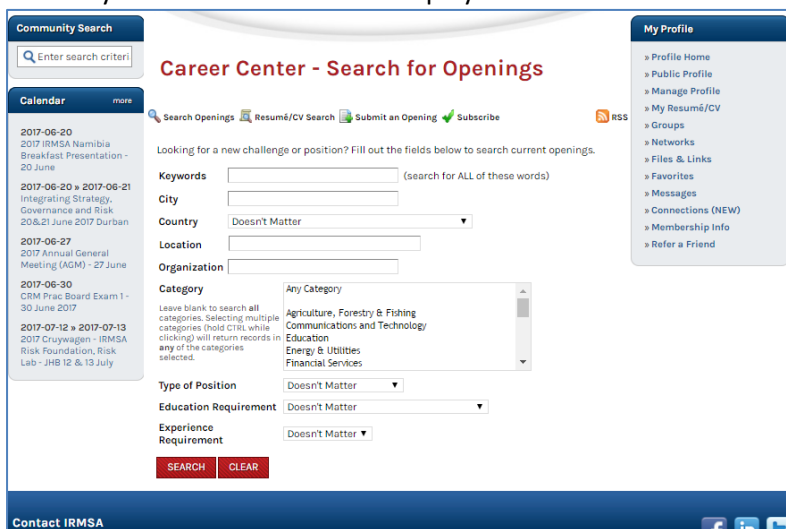 Community Search
Enter search criteri
Calendar more
2017-06-20
2017 IRMSA Namibia
Breakfast Presentation -
20 June
2017-06-20 » 2017-06-21
Integrating Strategy,
Governance and Risk
20&21 June 2017 Durban
2017-06-27
2017 Annual General
Meeting (AGM) - 27 June
2017-06-30
CRM Prac Board Exam 1 -
30 June 2017
2017-07-12 » 2017-07-13
2017 Cruywagen - IRMSA
Risk Foundation, Risk
Lab - JHB 12 & 13 July
Career Center - Search for Openings
Search Openings Resumé/CV Search Submit an Opening Subscribe RSS
Looking for a new challenge or position? Fill out the fields below to search current openings.
Keywords (search for ALL of these words)
City
Country Doesn't Matter
Location
Organization
Category
Leave blank to search all
categories. Selecting multiple
categories (hold CTRL while
clicking) will return records in
any of the categories
selected.
Any Category
Agriculture, Forestry & Fishing
Communications and Technology
Education
Energy & Utilities
Financial Services
Type of Position Doesn't Matter
Education Requirement Doesn't Matter
Experience
Requirement Doesn't Matter
SEARCH CLEAR
My Profile
» Profile Home
» Public Profile
» Manage Profile
» My Resumé/CV
» Groups
» Networks
» Files & Links
» Favorites
» Messages
» Connections (NEW)
» Membership Info
» Refer a Friend
Contact IRMSA